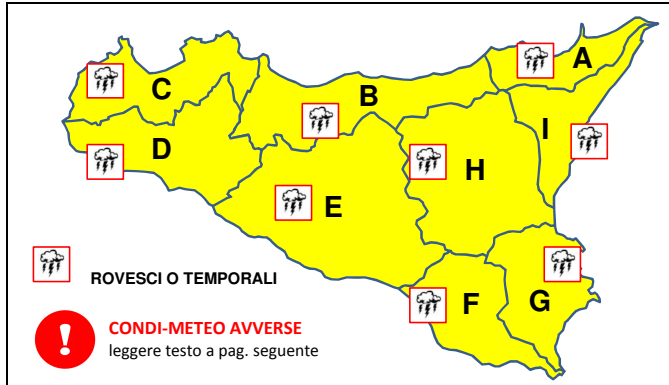 A
C
B
I
D
H
E
F
G
ROVESCI O TEMPORALI
! CONDI-METEO AVVERSE
leggere testo a pag. seguente